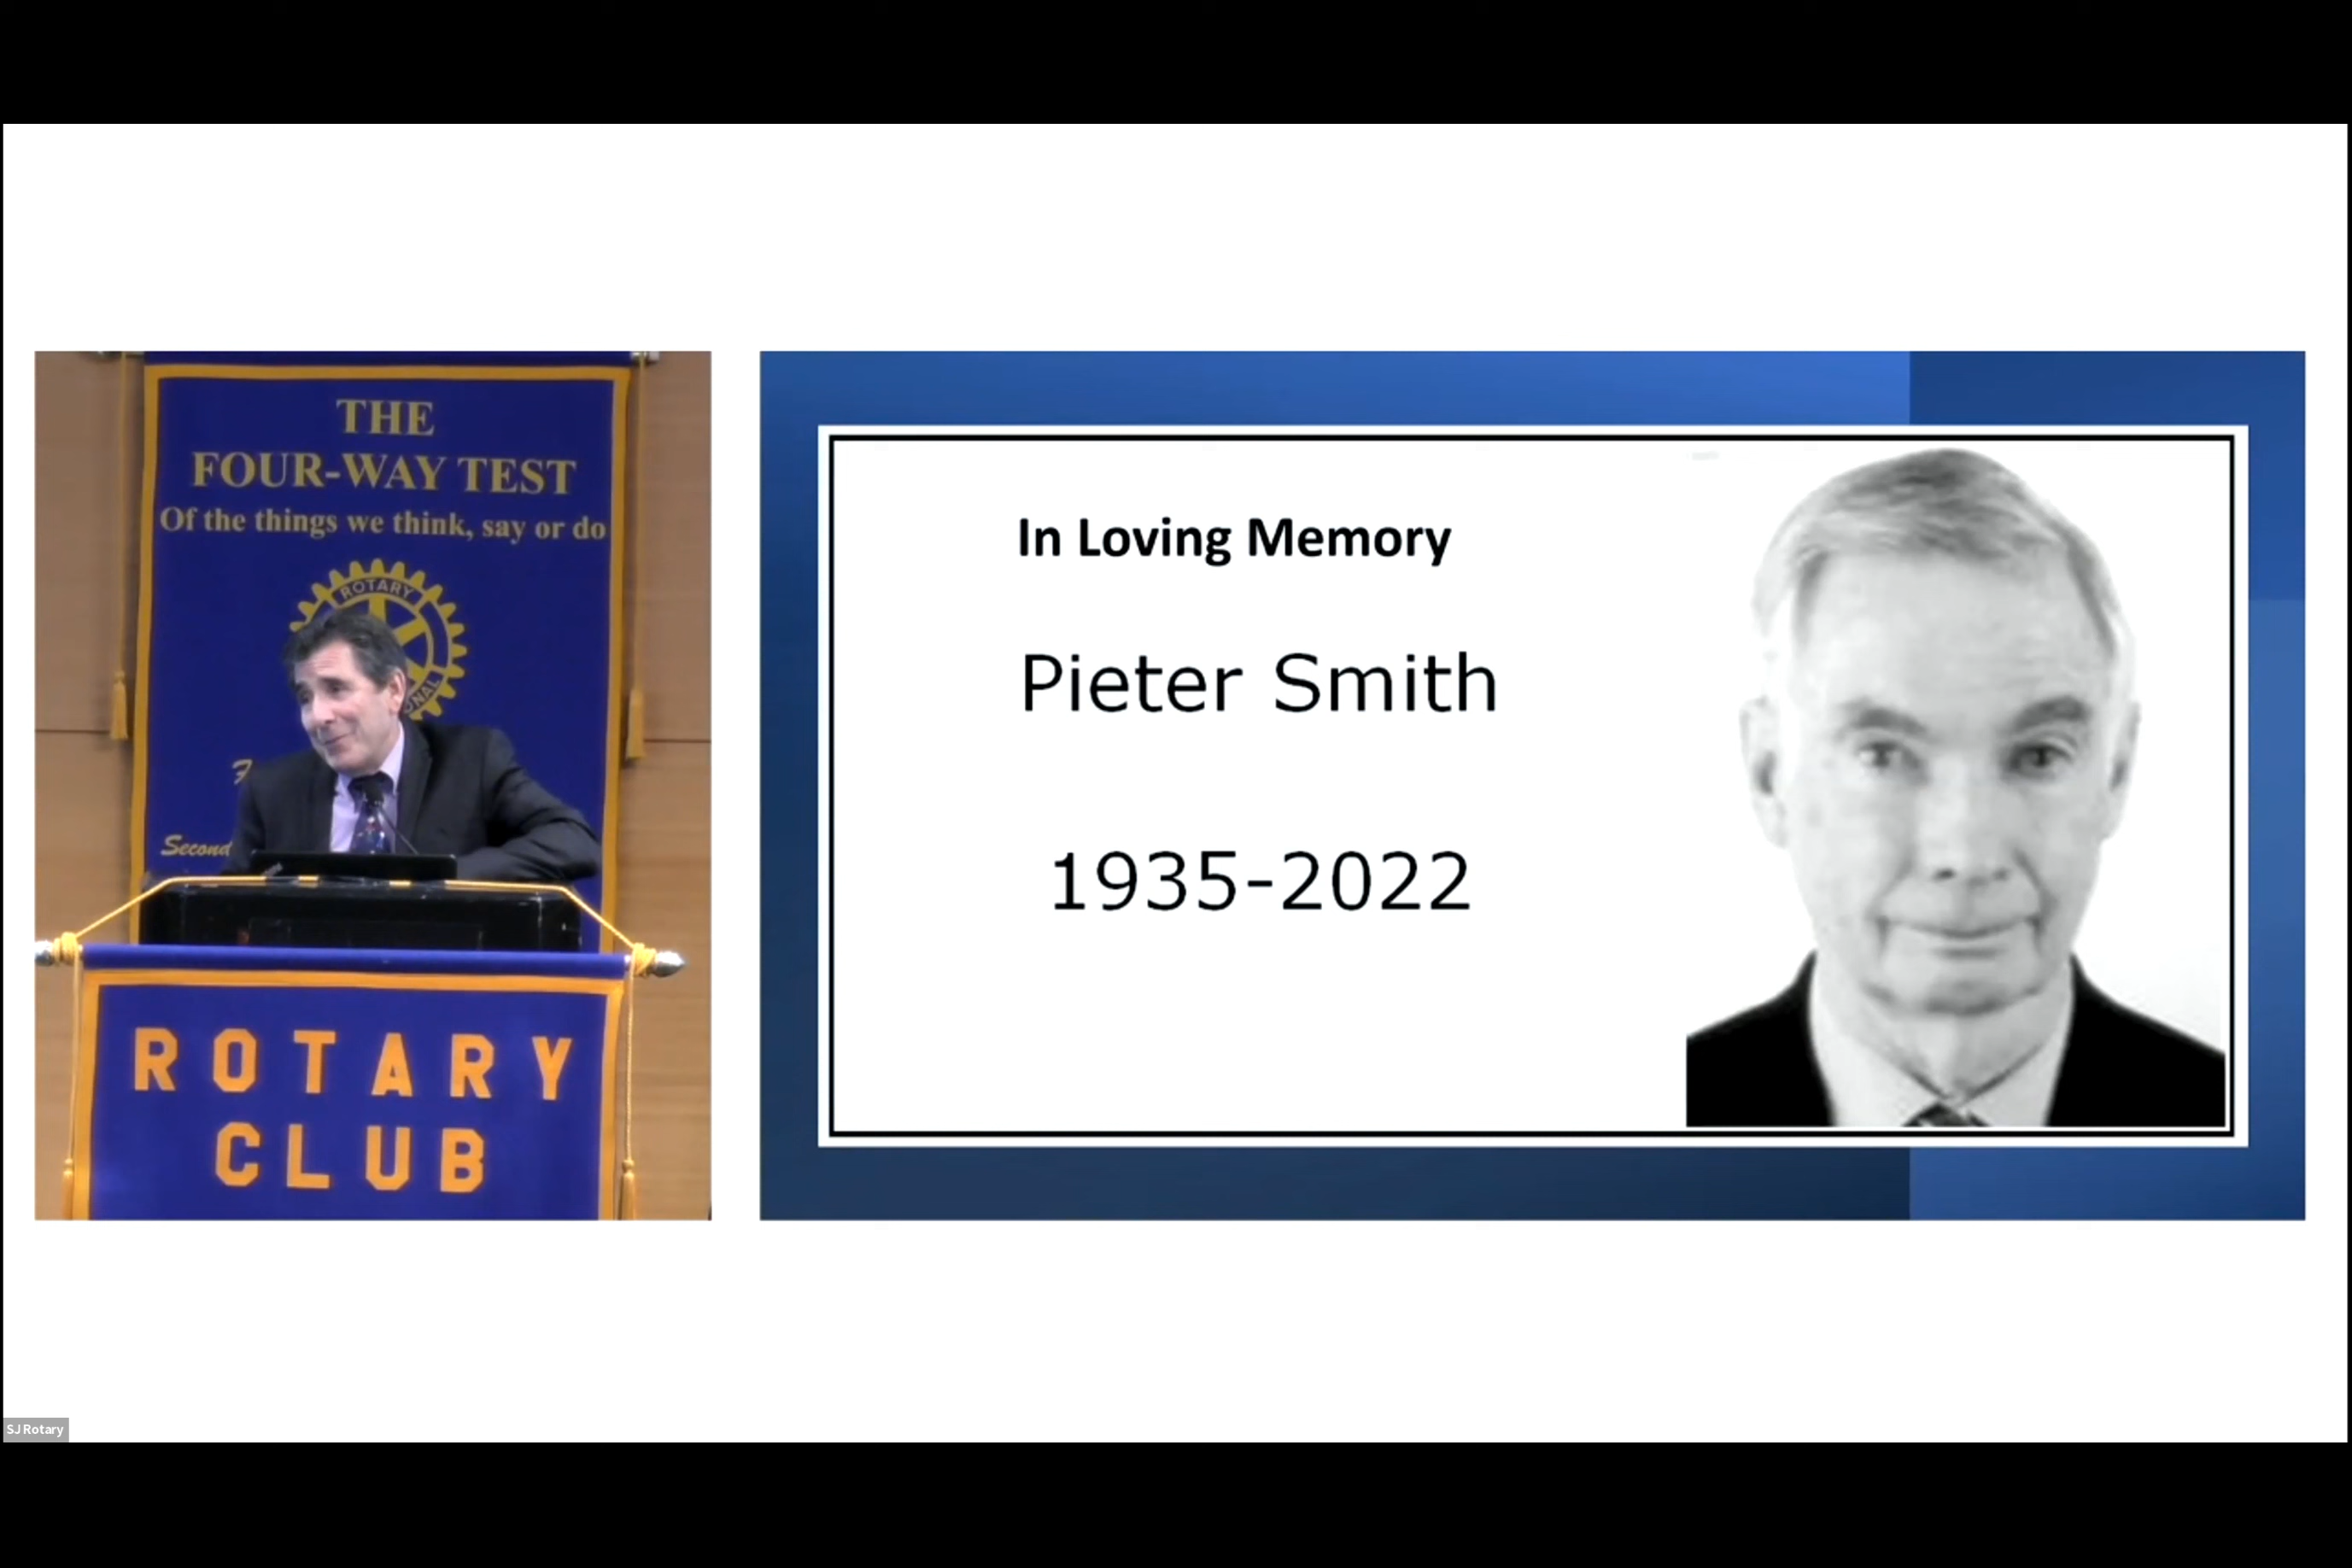 THE
FOUR-WAY TEST
Of the things we think, say or do
ROTARY
Second
ROTARY
CLUB
In Loving Memory
Pieter Smith
1935-2022
SJ Rotary